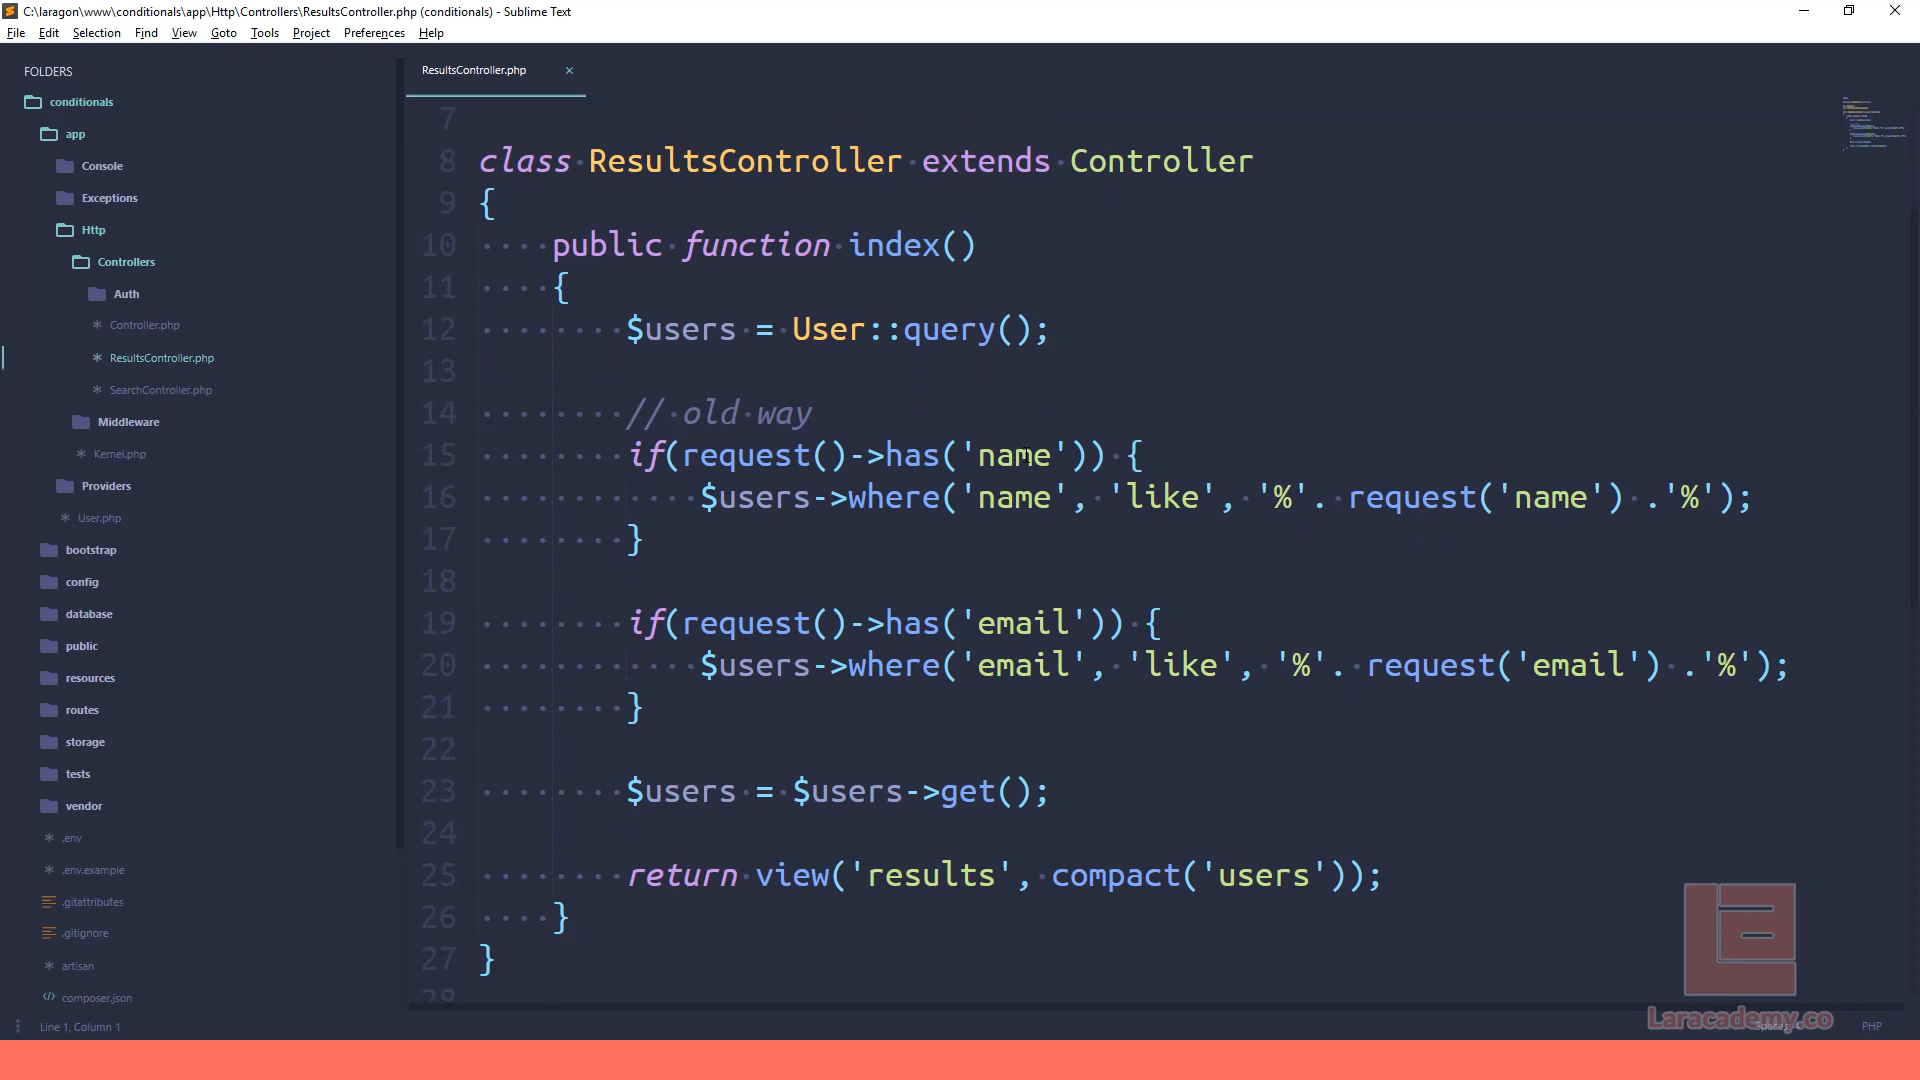 C:\laragon\www\conditionals\app\Http\Controllers\ResultsController.php (conditionals) - Sublime Text
File Edit Selection Find View Goto Tools Project Preferences Help
FOLDERS
conditionals
app
Console
Exceptions
Http
Controllers
Auth
Controller.php
ResultsController.php
SearchController.php
Middleware
Kernel.php
Providers
User.php
bootstrap
config
database
public
resources
routes
storage
tests
vendor
.env
.env.example
.gitattributes
.gitignore
artisan
composer.json
ResultsController.php
7
8 class ResultsController extends Controller
9 {
10 public function index()
11 {
12 $users = User::query();
13
14 // old way
15 if(request()->has('name')) {
16 $users->where('name', 'like', '%'. request('name') .'%');
17 }
18
19 if(request()->has('email')) {
20 $users->where('email', 'like', '%'. request('email') .'%');
21 }
22
23 $users = $users->get();
24
25 return view('results', compact('users'));
26 }
27 }
28
Laracademy.co
Line 1, Column 1
Spaces: 4
PHP